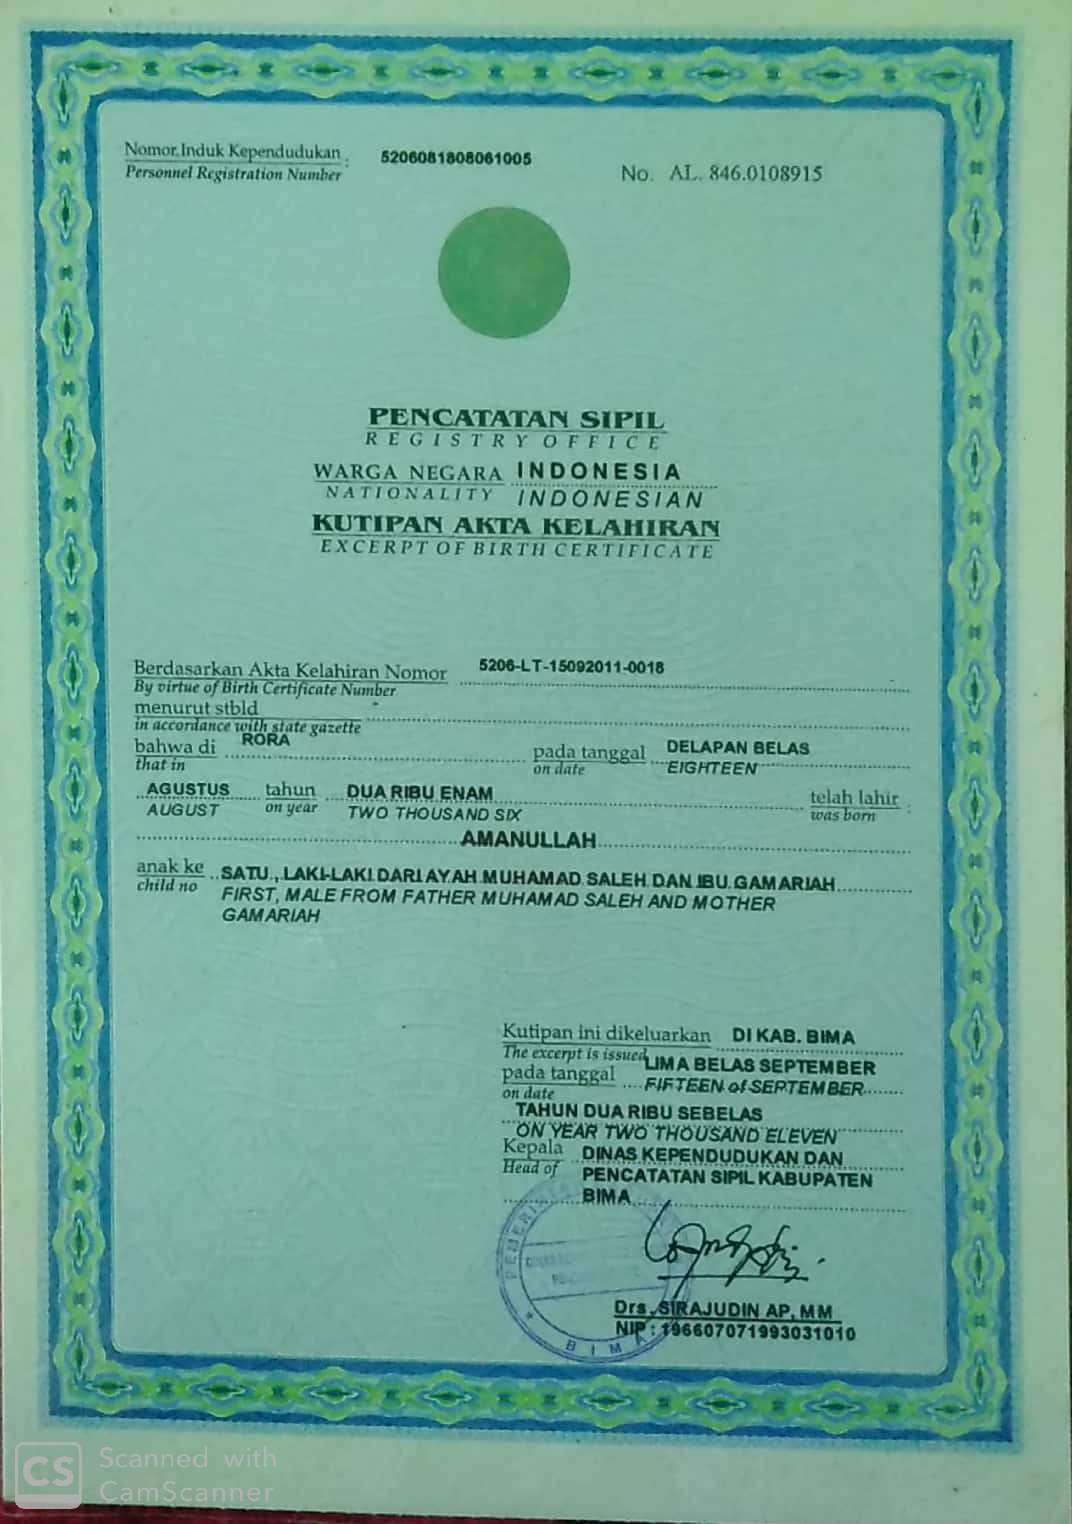 Nomor Induk Kependudukan : 5206081808061005
Personnel Registration Number
No. AL. 846.0108915
PENCATATAN SIPIL
REGISTRY OFFICE
WARGA NEGARA INDONESIA
NATIONALITY INDONESIAN
KUTIPAN AKTA KELAHIRAN
EXCERPT OF BIRTH CERTIFICATE
Berdasarkan Akta Kelahiran Nomor 5206-LT-15092011-0018
By virtue of Birth Certificate Number
menurut stbld
in accordance with state gazette
bahwa di RORA pada tanggal DELAPAN BELAS
that in on date EIGHTEEN
AGUSTUS tahun DUA RIBU ENAM telah lahir :
AUGUST on year TWO THOUSAND SIX was born
AMANULLAH
anak ke SATU, LAKI-LAKI DARI AYAH MUHAMAD SALEH DAN IBU GAMARIAH
child no FIRST, MALE FROM FATHER MUHAMAD SALEH AND MOTHER
GAMARIAH
Kutipan ini dikeluarkan DI KAB. BIMA
The excerpt is issued
pada tanggal LIMA BELAS SEPTEMBER
on date FIFTEEN of SEPTEMBER
TAHUN DUA RIBU SEBELAS
ON YEAR TWO THOUSAND ELEVEN
Kepala DINAS KEPENDUDUKAN DAN
Head of PENCATATAN SIPIL KABUPATEN
BIMA
Drs. SIRAJUDIN AP, MM
NIP : 196607071993031010
BIMA
CS Scanned with
CamScanner